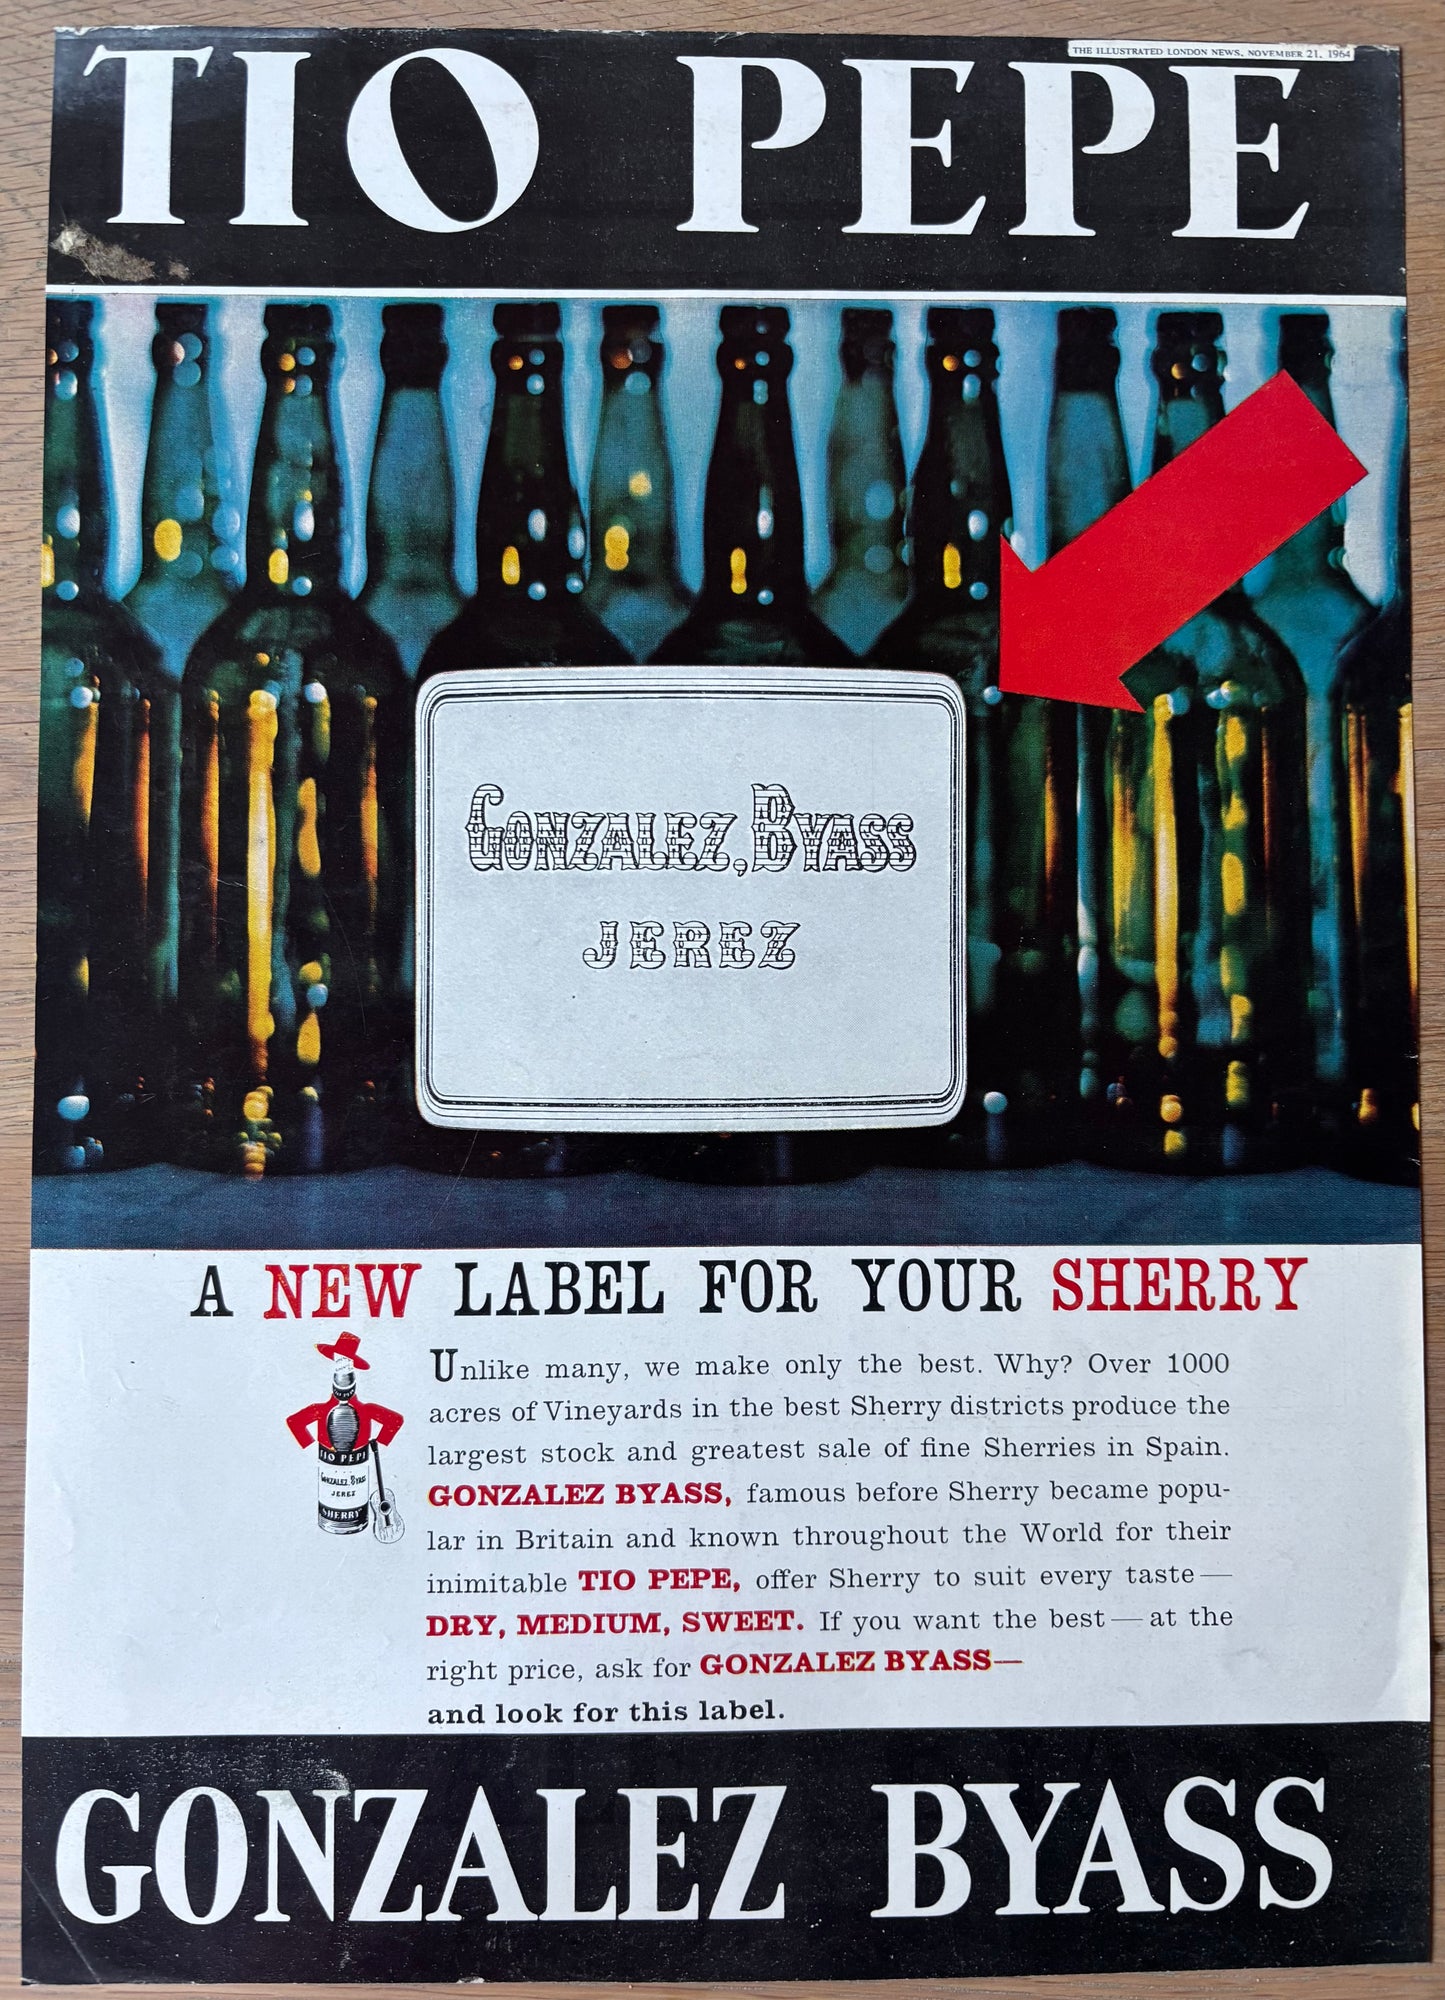 THE ILLUSTRATED LONDON NEWS, NOVEMBER 21, 1964
TIO PEPE
GONZALEZ, BYASS
JEREZ
A NEW LABEL FOR YOUR SHERRY
TIO PEPE
GONZALEZ, BYASS
JEREZ
SHERRY
Unlike many, we make only the best. Why? Over 1000
acres of Vineyards in the best Sherry districts produce the
largest stock and greatest sale of fine Sherries in Spain.
GONZALEZ BYASS, famous before Sherry became popu-
lar in Britain and known throughout the World for their
inimitable TIO PEPE, offer Sherry to suit every taste—
DRY, MEDIUM, SWEET. If you want the best—at the
right price, ask for GONZALEZ BYASS—
and look for this label.
GONZALEZ BYASS